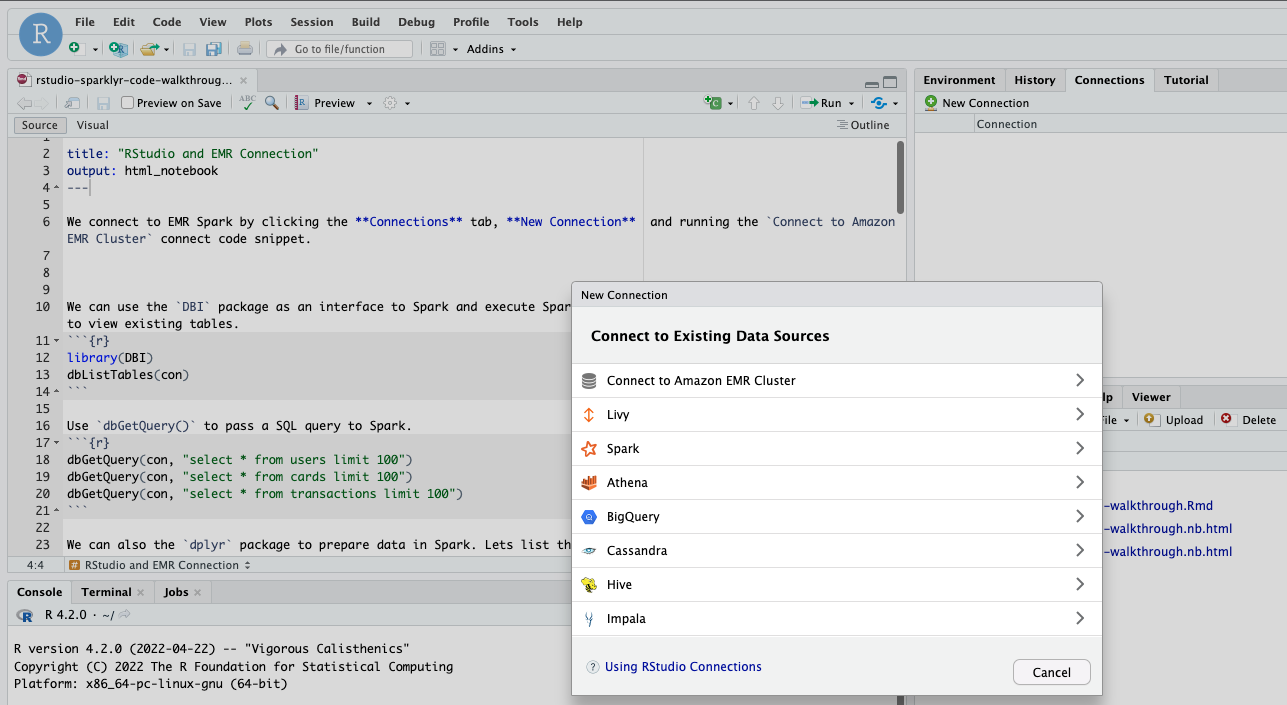 R
File Edit Code View Plots Session Build Debug Profile Tools Help
Go to file/function
Addins
rstudio-sparklyr-code-walkthroug...
Preview on Save
ABC
Preview
Run
Source Visual
Outline
1
2 title: "RStudio and EMR Connection"
3 output: html_notebook
4 ---
5
6 We connect to EMR Spark by clicking the **Connections** tab, **New Connection** and running the `Connect to Amazon
EMR Cluster` connect code snippet.
7
8
9
10 We can use the `DBI` package as an interface to Spark and execute Spar
to view existing tables.
11 ```{r}
12 library(DBI)
13 dbListTables(con)
14 ```
15
16 Use `dbGetQuery()` to pass a SQL query to Spark.
17 ```{r}
18 dbGetQuery(con, "select * from users limit 100")
19 dbGetQuery(con, "select * from cards limit 100")
20 dbGetQuery(con, "select * from transactions limit 100")
21 ```
22
23 We can also the `dplyr` package to prepare data in Spark. Lets list th
4:4 # RStudio and EMR Connection
Console Terminal Jobs
R R 4.2.0 · ~/
R version 4.2.0 (2022-04-22) -- "Vigorous Calisthenics"
Copyright (C) 2022 The R Foundation for Statistical Computing
Platform: x86_64-pc-linux-gnu (64-bit)
Environment History Connections Tutorial
New Connection
Connection
lp Viewer
ile Upload Delete
-walkthrough.Rmd
-walkthrough.nb.html
-walkthrough.nb.html
New Connection
Connect to Existing Data Sources
Connect to Amazon EMR Cluster
Livy
Spark
Athena
BigQuery
Cassandra
Hive
Impala
? Using RStudio Connections
Cancel